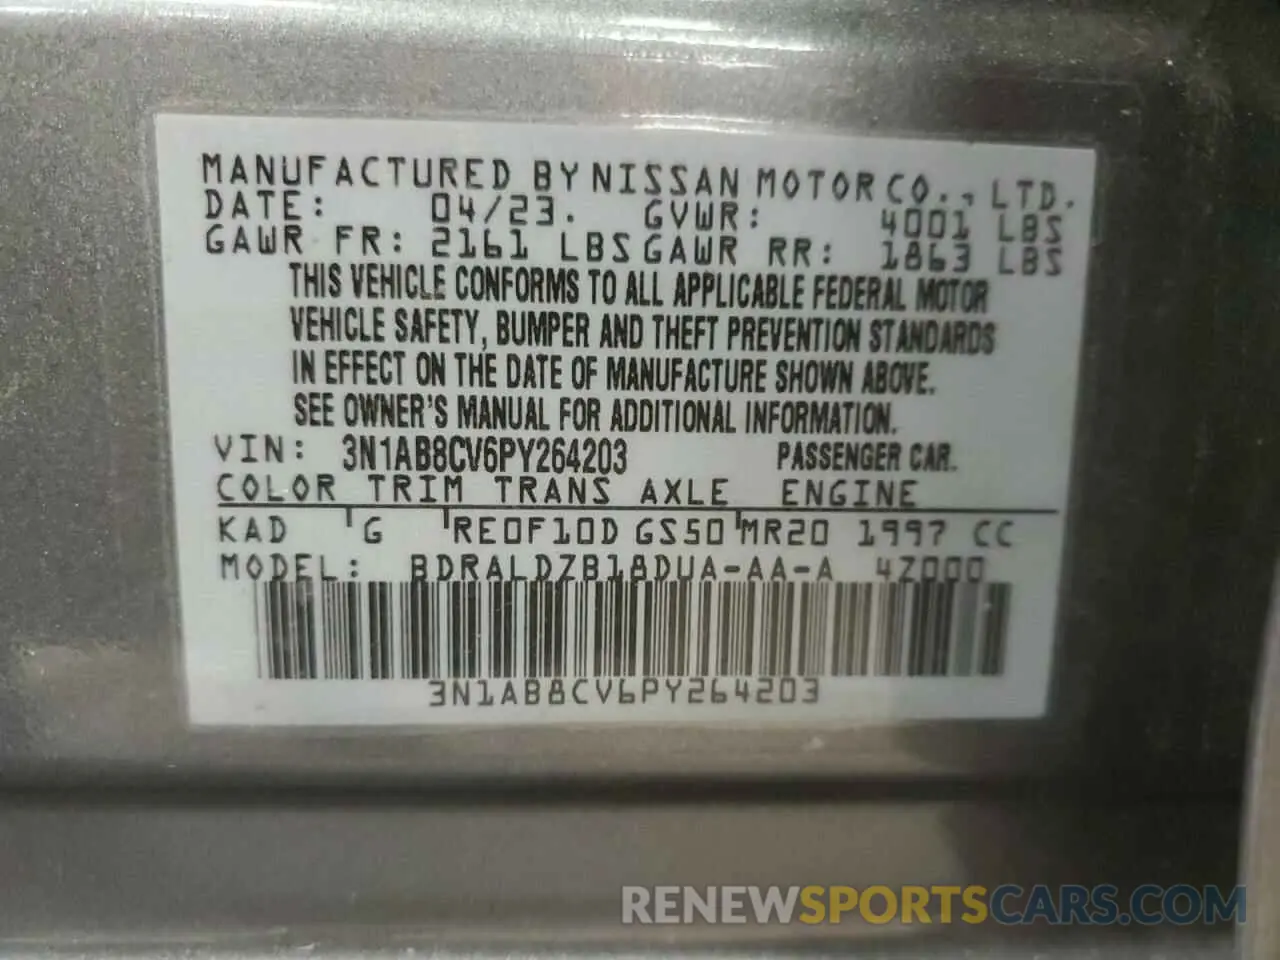 MANUFACTURED BY NISSAN MOTOR CO., LTD.
DATE: 04/23. GVWR: 4001 LBS
GAWR FR: 2161 LBS GAWR RR: 1863 LBS
THIS VEHICLE CONFORMS TO ALL APPLICABLE FEDERAL MOTOR
VEHICLE SAFETY, BUMPER AND THEFT PREVENTION STANDARDS
IN EFFECT ON THE DATE OF MANUFACTURE SHOWN ABOVE.
SEE OWNER'S MANUAL FOR ADDITIONAL INFORMATION.
VIN: 3N1AB8CV6PY264203 PASSENGER CAR.
COLOR TRIM TRANS AXLE ENGINE
KAD G RE0F10D GS50 MR20 1997 CC
MODEL: BDRALDZB18DUA-AA-A 4Z000
3N1AB8CV6PY264203
RENEWSPORTSCARS.COM